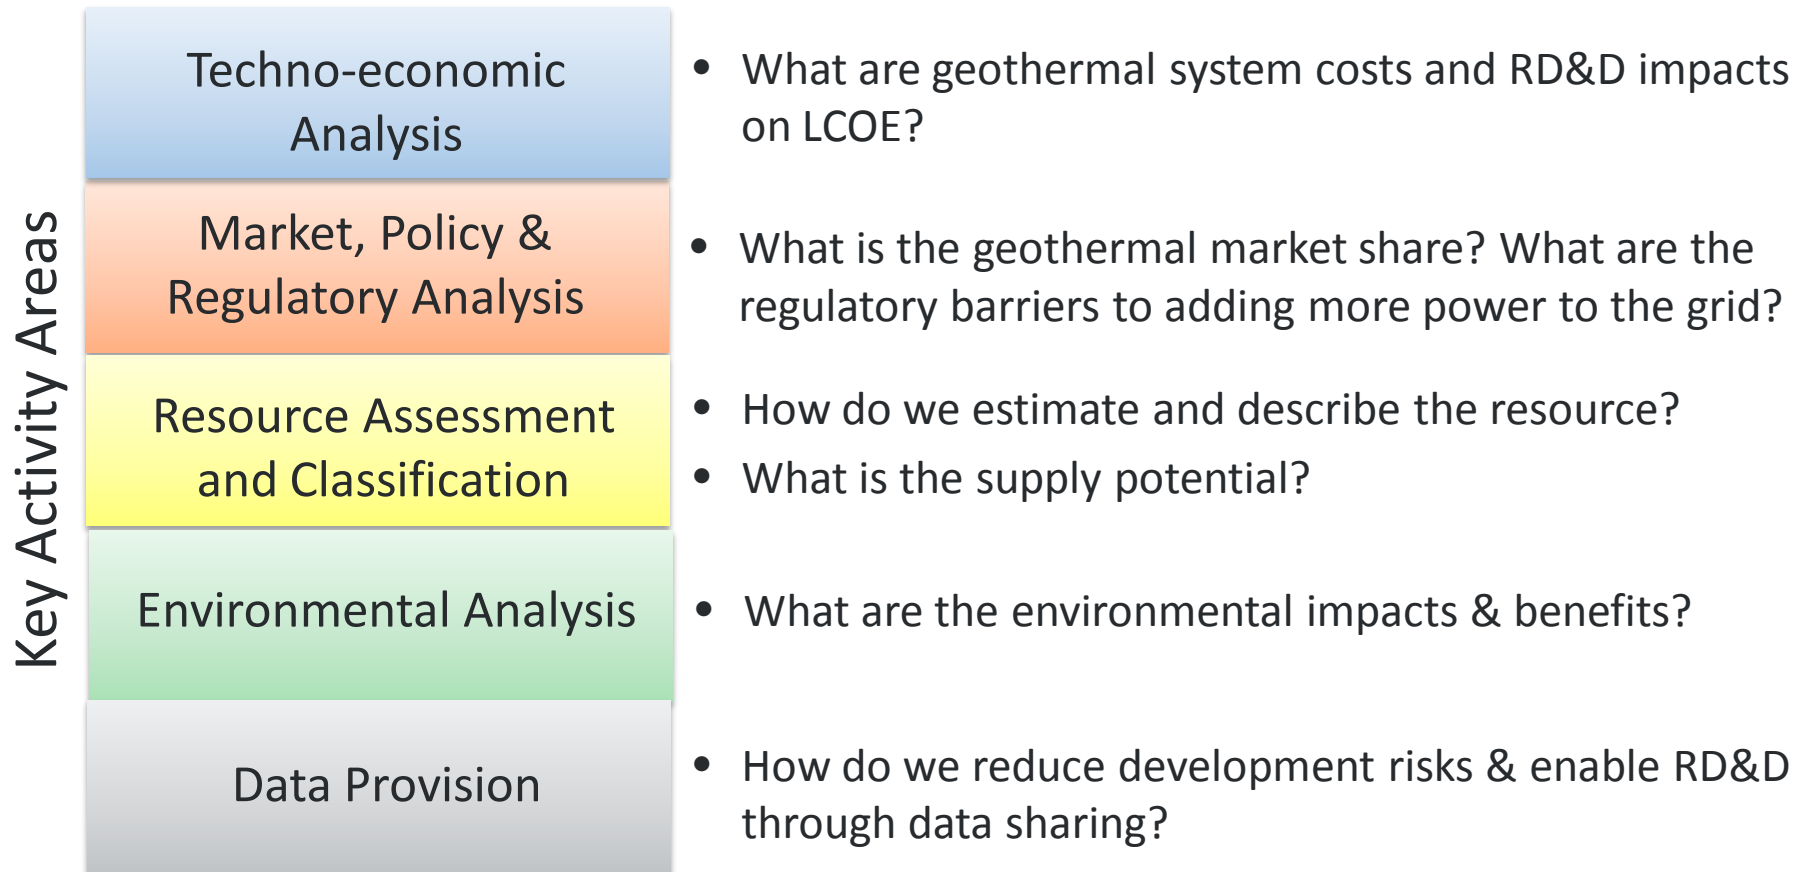 Key Activity Areas
Techno-economic
Analysis
• What are geothermal system costs and RD&D impacts
on LCOE?
Market, Policy &
Regulatory Analysis
• What is the geothermal market share? What are the
regulatory barriers to adding more power to the grid?
Resource Assessment
and Classification
• How do we estimate and describe the resource?
• What is the supply potential?
Environmental Analysis
• What are the environmental impacts & benefits?
Data Provision
• How do we reduce development risks & enable RD&D
through data sharing?